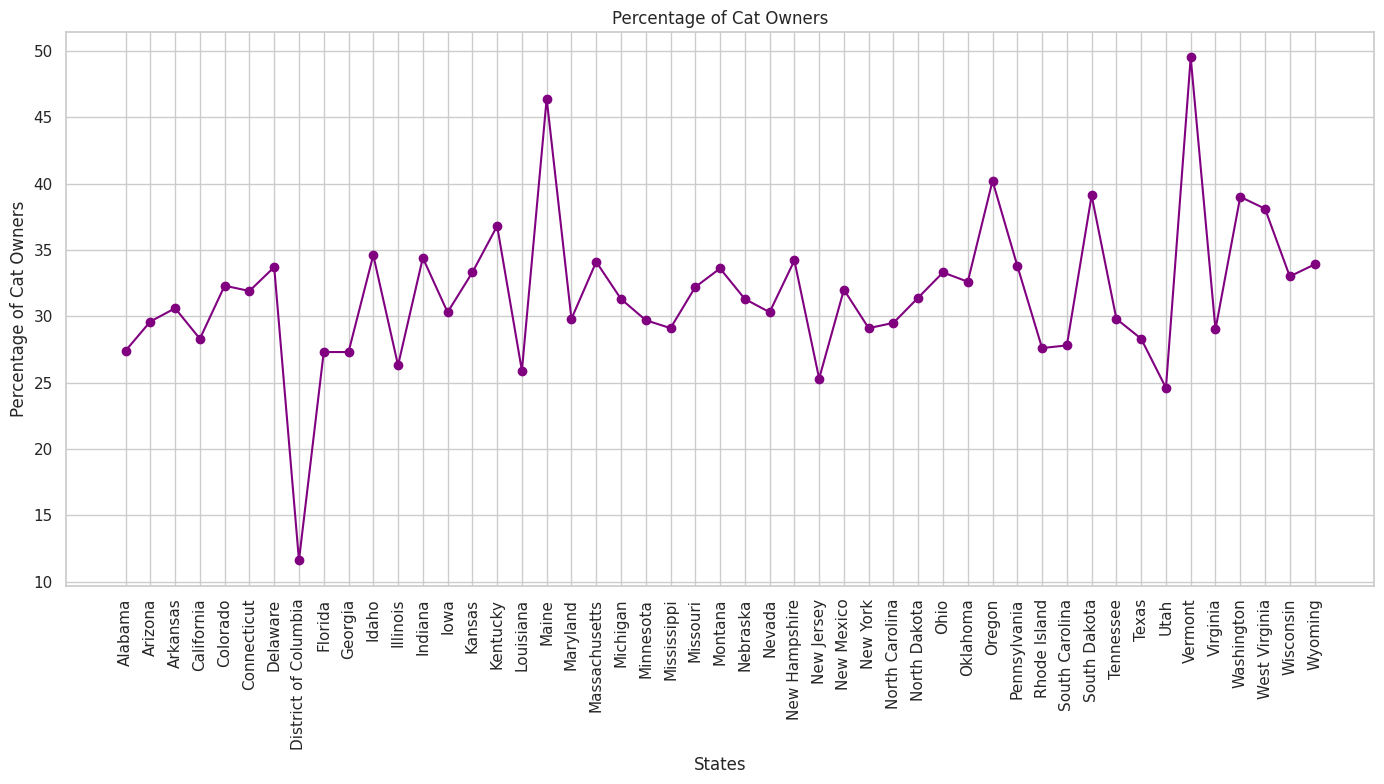 Percentage of Cat Owners
Percentage of Cat Owners
50
45
40
35
30
25
20
15
10
Alabama
Arizona
Arkansas
California
Colorado
Connecticut
Delaware
District of Columbia
Florida
Georgia
Idaho
Illinois
Indiana
Iowa
Kansas
Kentucky
Louisiana
Maine
Maryland
Massachusetts
Michigan
Minnesota
Mississippi
Missouri
Montana
Nebraska
Nevada
New Hampshire
New Jersey
New Mexico
New York
North Carolina
North Dakota
Ohio
Oklahoma
Oregon
Pennsylvania
Rhode Island
South Carolina
South Dakota
Tennessee
Texas
Utah
Vermont
Virginia
Washington
West Virginia
Wisconsin
Wyoming
States